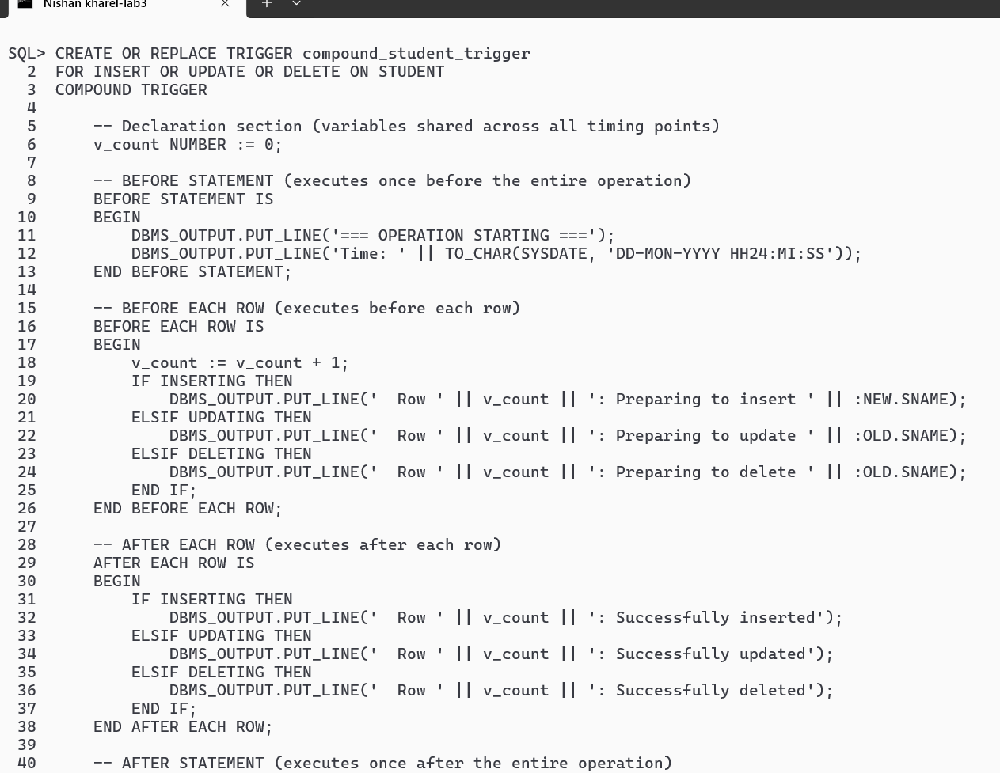 Nishan kharel-lab3
SQL> CREATE OR REPLACE TRIGGER compound_student_trigger
  2  FOR INSERT OR UPDATE OR DELETE ON STUDENT
  3  COMPOUND TRIGGER
  4
  5      -- Declaration section (variables shared across all timing points)
  6      v_count NUMBER := 0;
  7
  8      -- BEFORE STATEMENT (executes once before the entire operation)
  9      BEFORE STATEMENT IS
 10      BEGIN
 11          DBMS_OUTPUT.PUT_LINE('=== OPERATION STARTING ===');
 12          DBMS_OUTPUT.PUT_LINE('Time: ' || TO_CHAR(SYSDATE, 'DD-MON-YYYY HH24:MI:SS'));
 13      END BEFORE STATEMENT;
 14
 15      -- BEFORE EACH ROW (executes before each row)
 16      BEFORE EACH ROW IS
 17      BEGIN
 18          v_count := v_count + 1;
 19          IF INSERTING THEN
 20              DBMS_OUTPUT.PUT_LINE('  Row ' || v_count || ': Preparing to insert ' || :NEW.SNAME);
 21          ELSIF UPDATING THEN
 22              DBMS_OUTPUT.PUT_LINE('  Row ' || v_count || ': Preparing to update ' || :OLD.SNAME);
 23          ELSIF DELETING THEN
 24              DBMS_OUTPUT.PUT_LINE('  Row ' || v_count || ': Preparing to delete ' || :OLD.SNAME);
 25          END IF;
 26      END BEFORE EACH ROW;
 27
 28      -- AFTER EACH ROW (executes after each row)
 29      AFTER EACH ROW IS
 30      BEGIN
 31          IF INSERTING THEN
 32              DBMS_OUTPUT.PUT_LINE('  Row ' || v_count || ': Successfully inserted');
 33          ELSIF UPDATING THEN
 34              DBMS_OUTPUT.PUT_LINE('  Row ' || v_count || ': Successfully updated');
 35          ELSIF DELETING THEN
 36              DBMS_OUTPUT.PUT_LINE('  Row ' || v_count || ': Successfully deleted');
 37          END IF;
 38      END AFTER EACH ROW;
 39
 40      -- AFTER STATEMENT (executes once after the entire operation)